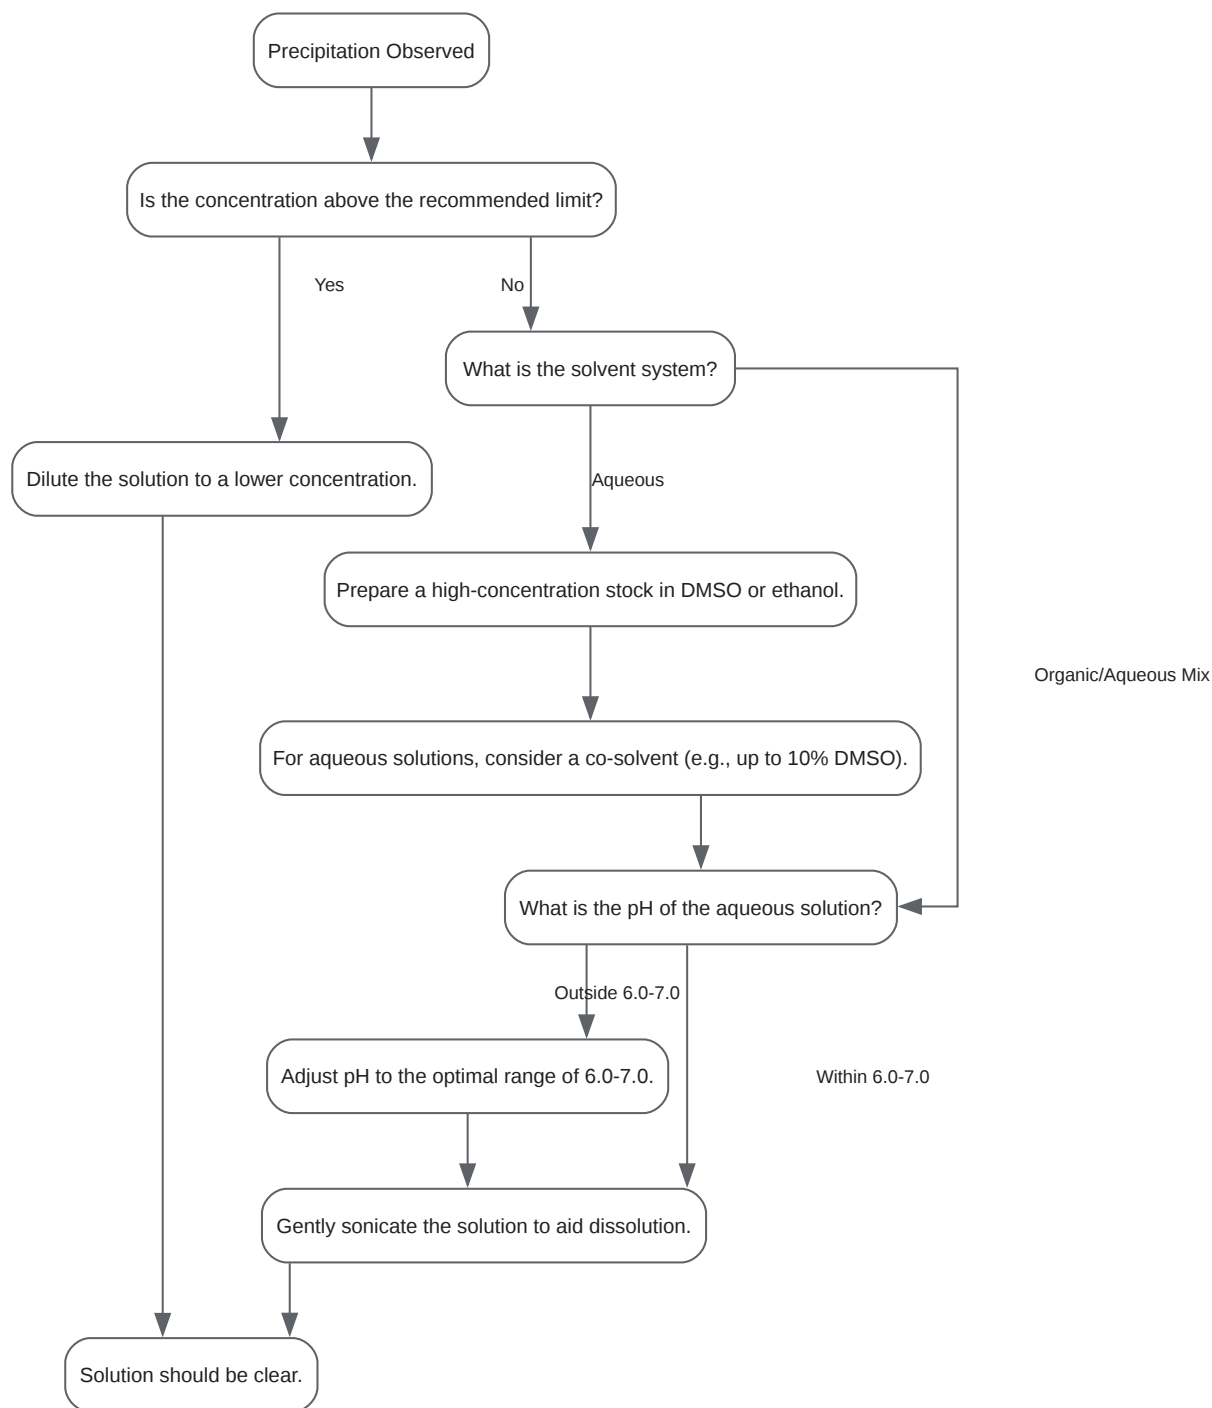 Precipitation Observed
Is the concentration above the recommended limit?
Yes
No
What is the solvent system?
Dilute the solution to a lower concentration.
Aqueous
Prepare a high-concentration stock in DMSO or ethanol.
Organic/Aqueous Mix
For aqueous solutions, consider a co-solvent (e.g., up to 10% DMSO).
What is the pH of the aqueous solution?
Outside 6.0-7.0
Adjust pH to the optimal range of 6.0-7.0.
Within 6.0-7.0
Gently sonicate the solution to aid dissolution.
Solution should be clear.